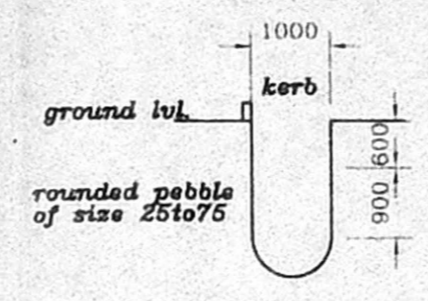 1000
kerb
ground lvl.
600
rounded pebble
of size 25to75
900